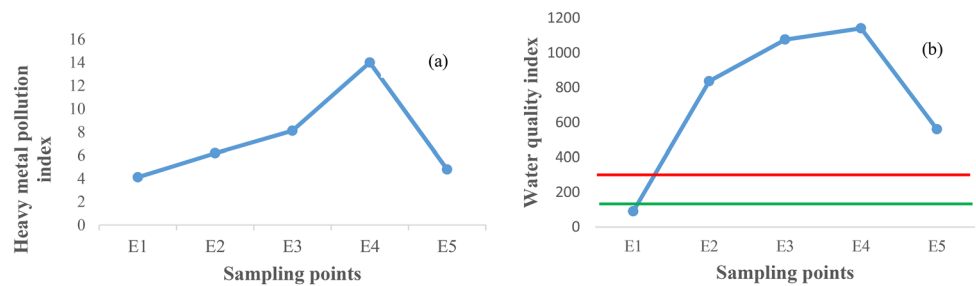 Heavy metal pollution
index
16
14
12
10
8
6
4
2
0
(a)
E1 E2 E3 E4 E5
Sampling points
Water quality index
1200
1000
800
600
400
200
0
(b)
E1 E2 E3 E4 E5
Sampling points